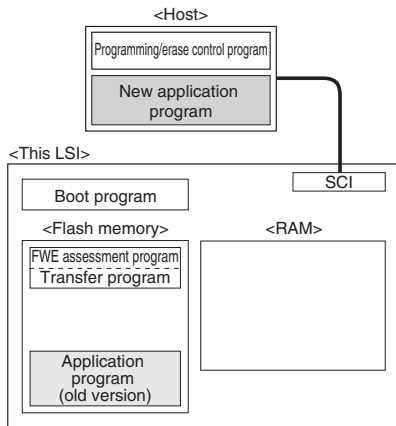 <Host>
Programming/erase control program
New application
program
<This LSI>
SCI
Boot program
<Flash memory>
<RAM>
FWE assessment program
Transfer program
Application
program
(old version)